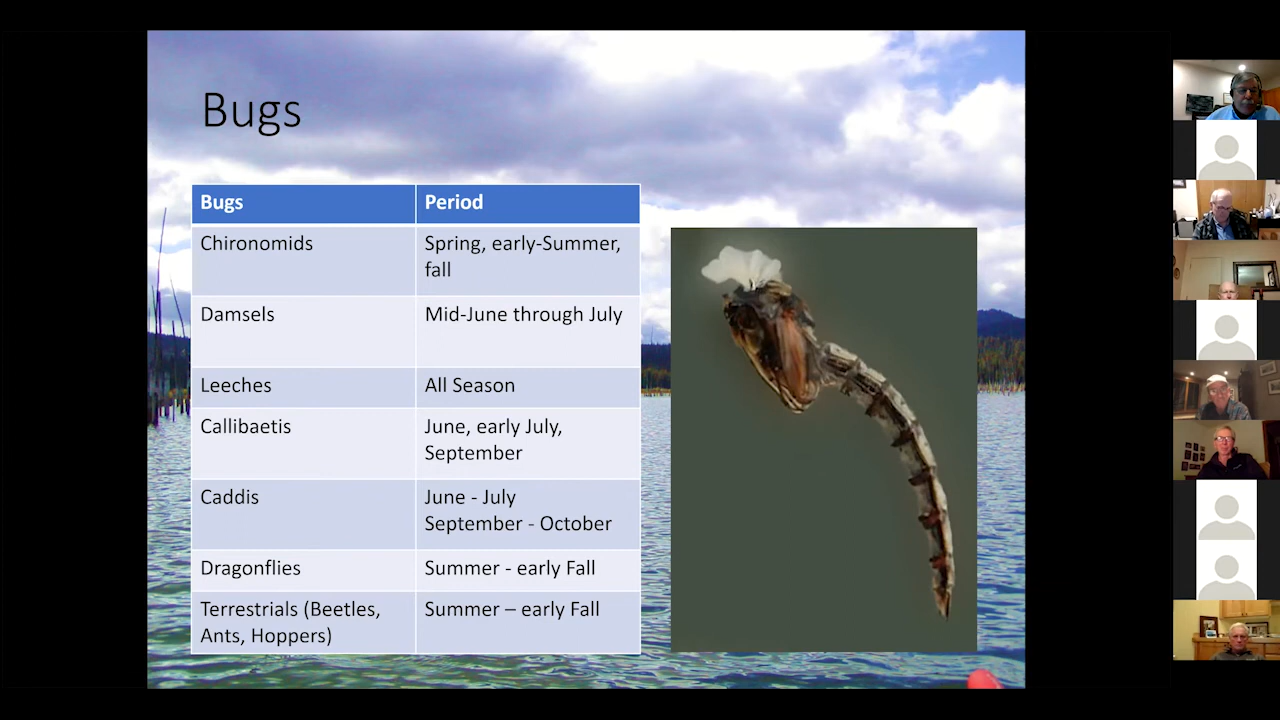 Bugs
Bugs Period
Chironomids Spring, early-Summer,
fall
Damsels Mid-June through July
Leeches All Season
Callibaetis June, early July,
September
Caddis June - July
September - October
Dragonflies Summer - early Fall
Terrestrials (Beetles, Summer – early Fall
Ants, Hoppers)